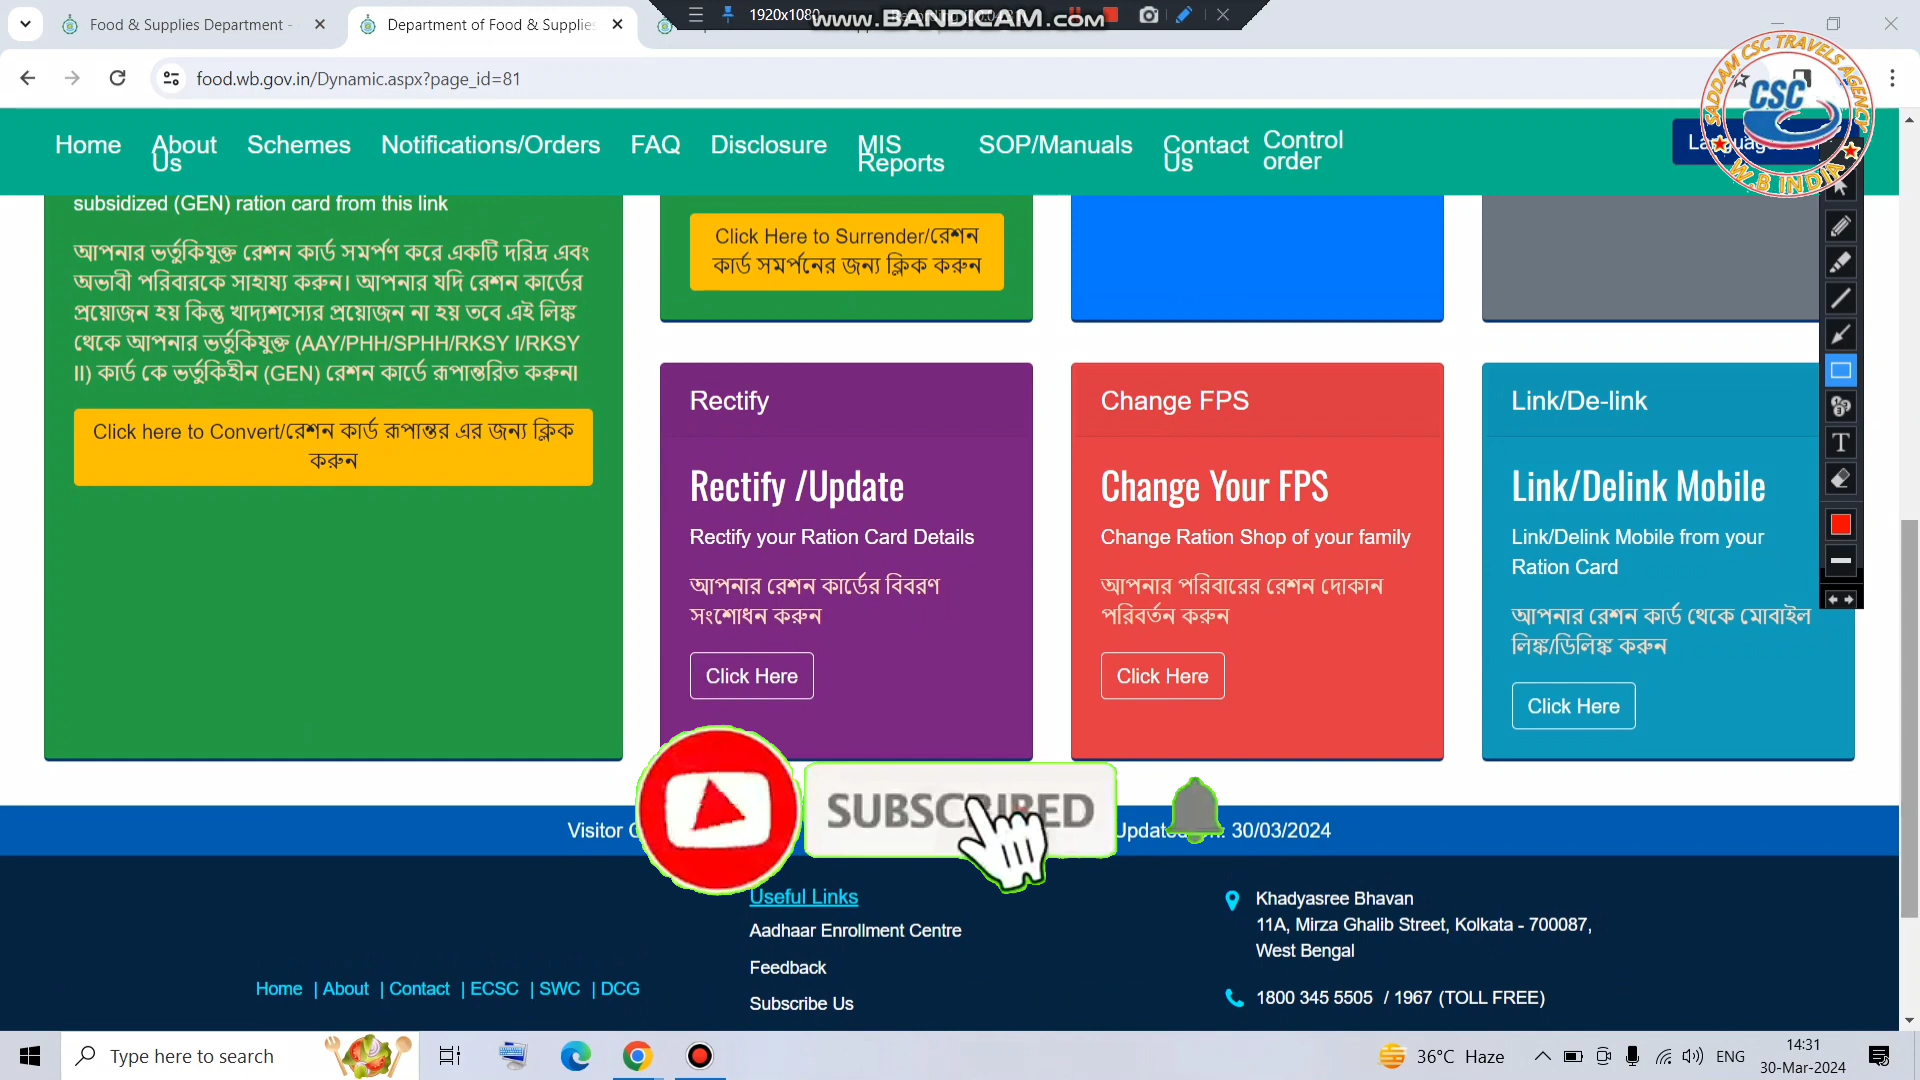 Food & Supplies Department -
Department of Food & Supplies
1920x1080
www.BANDICAM.com
food.wb.gov.in/Dynamic.aspx?page_id=81
SADDAM CSC TRAVELS AGENCY
CSC
W.B INDIA
Home
About Us
Schemes
Notifications/Orders
FAQ
Disclosure
MIS Reports
SOP/Manuals
Contact Us
Control order
subsidized (GEN) ration card from this link
আপনার ভর্তুকিযুক্ত রেশন কার্ড সমর্পণ করে একটি দরিদ্র এবং
অভাবী পরিবারকে সাহায্য করুন। আপনার যদি রেশন কার্ডের
প্রয়োজন হয় কিন্তু খাদ্যশস্যের প্রয়োজন না হয় তবে এই লিঙ্ক
থেকে আপনার ভর্তুকিযুক্ত (AAY/PHH/SPHH/RKSY I/RKSY
II) কার্ড কে ভর্তুকিহীন (GEN) রেশন কার্ডে রূপান্তরিত করুন।
Click here to Convert/রেশন কার্ড রূপান্তর এর জন্য ক্লিক
করুন
Click Here to Surrender/রেশন
কার্ড সমর্পনের জন্য ক্লিক করুন
Rectify
Rectify /Update
Rectify your Ration Card Details
আপনার রেশন কার্ডের বিবরণ
সংশোধন করুন
Click Here
Change FPS
Change Your FPS
Change Ration Shop of your family
আপনার পরিবারের রেশন দোকান
পরিবর্তন করুন
Click Here
Link/De-link
Link/Delink Mobile
Link/Delink Mobile from your
Ration Card
আপনার রেশন কার্ড থেকে মোবাইল
লিঙ্ক/ডিলিঙ্ক করুন
Click Here
Visitor
SUBSCRIBED
30/03/2024
Useful Links
Aadhaar Enrollment Centre
Feedback
Subscribe Us
Home | About | Contact | ECSC | SWC | DCG
Khadyasree Bhavan
11A, Mirza Ghalib Street, Kolkata - 700087,
West Bengal
1800 345 5505 / 1967 (TOLL FREE)
Type here to search
36°C Haze
ENG
14:31
30-Mar-2024